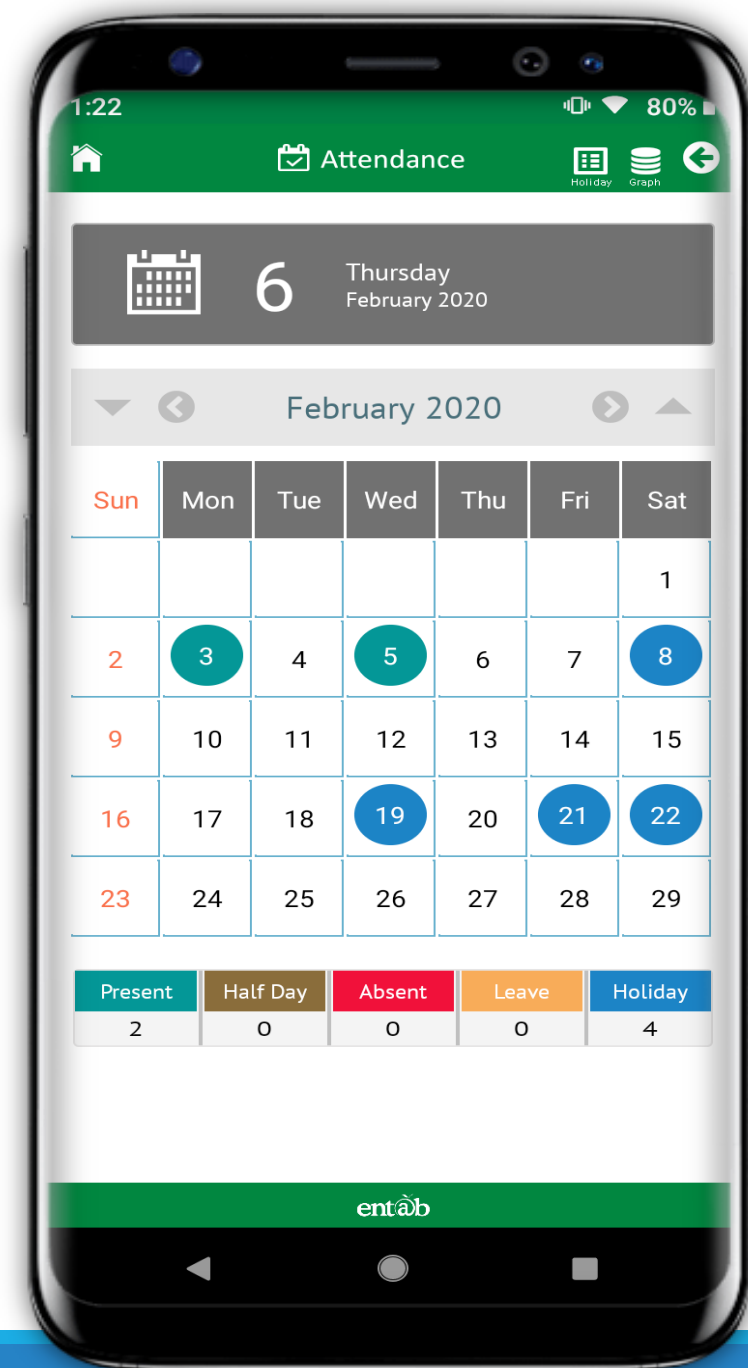 1:22 80%
Attendance
Holiday Graph
6 Thursday
February 2020
February 2020
Sun Mon Tue Wed Thu Fri Sat
1
2 3 4 5 6 7 8
9 10 11 12 13 14 15
16 17 18 19 20 21 22
23 24 25 26 27 28 29
Present Half Day Absent Leave Holiday
2 0 0 0 4
entàb